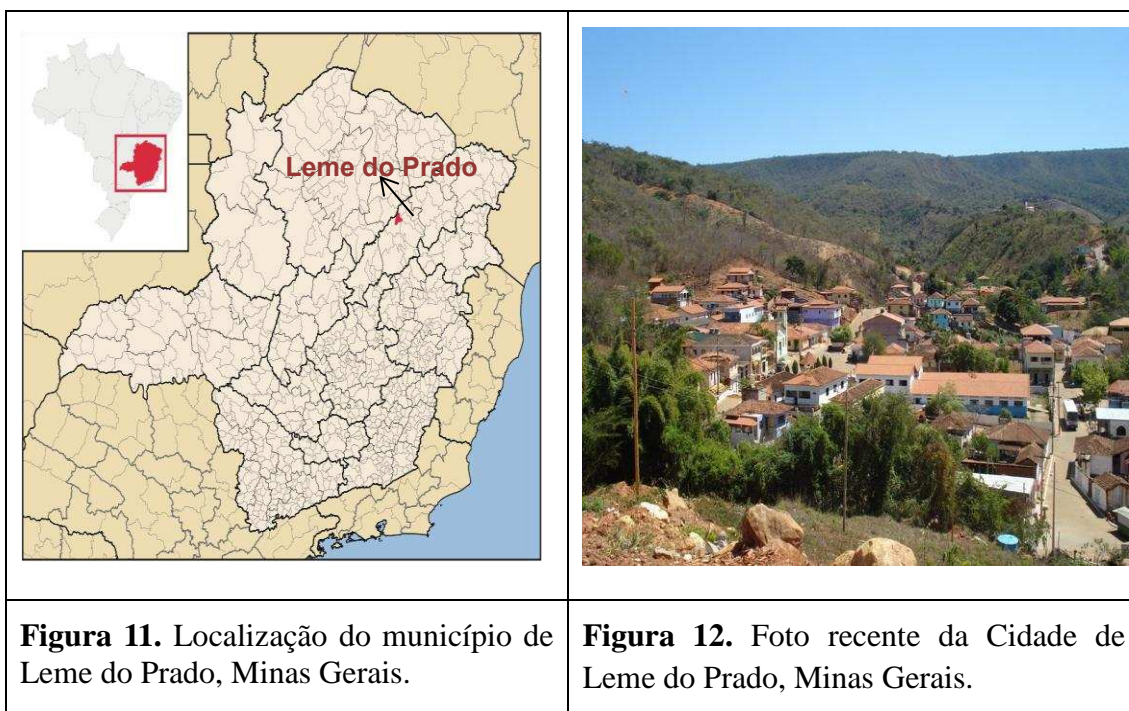 Leme do Prado
Figura 11. Localização do município de
Leme do Prado, Minas Gerais.
Figura 12. Foto recente da Cidade de
Leme do Prado, Minas Gerais.